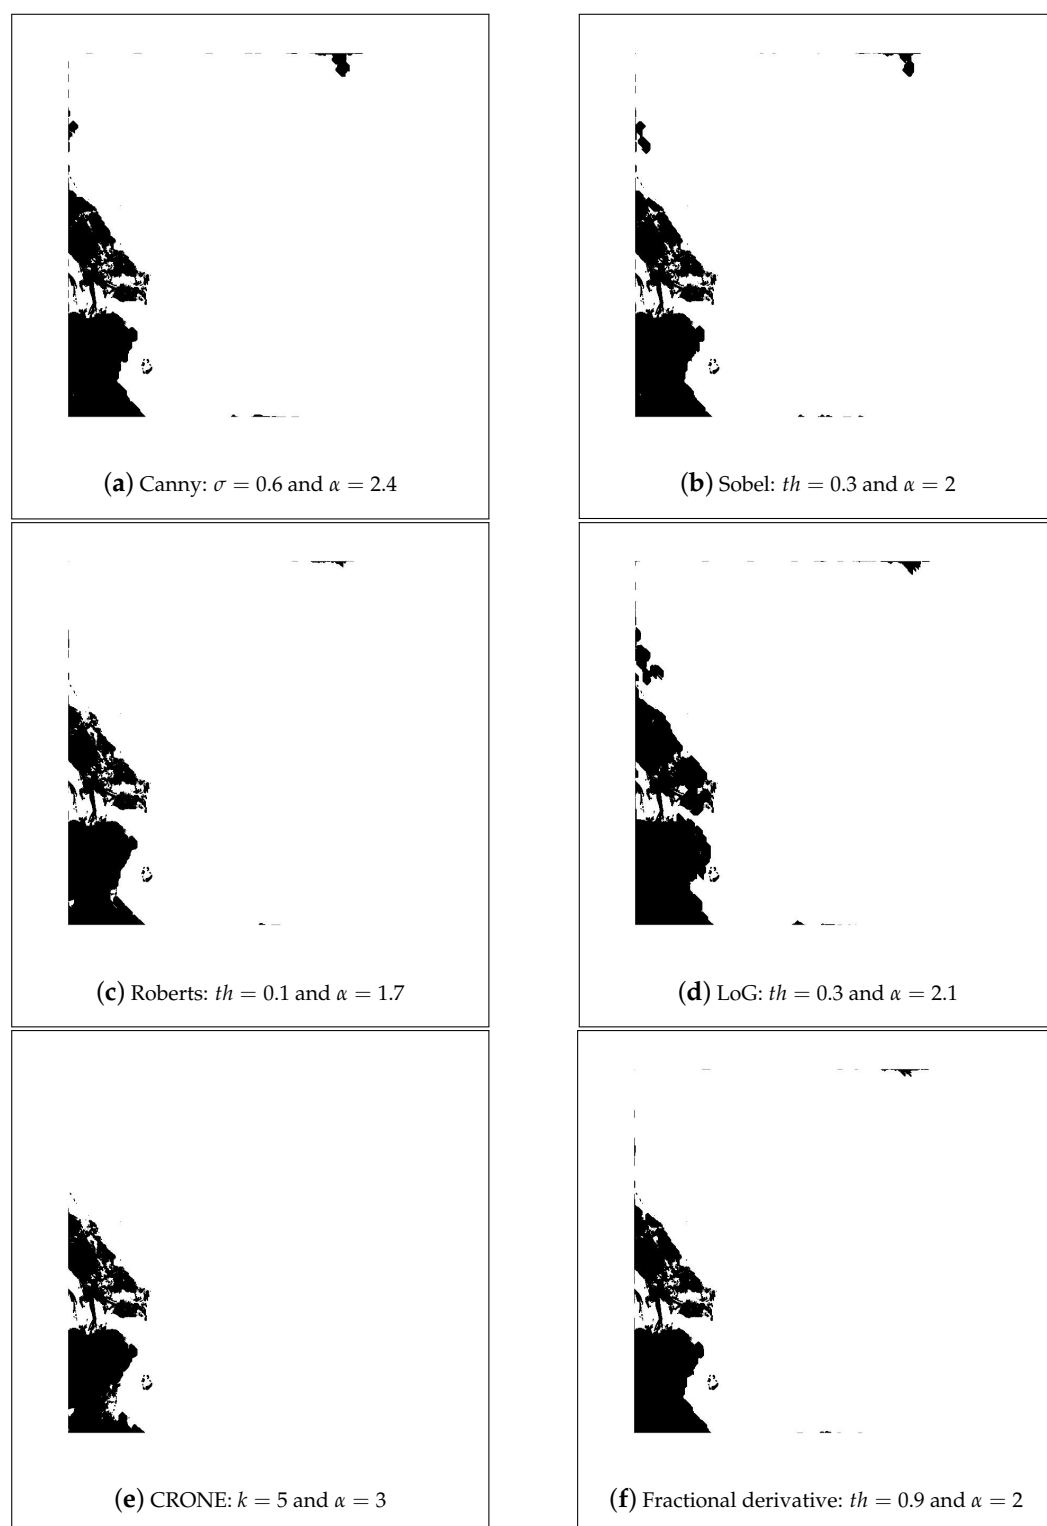 (a) Canny: σ = 0.6 and α = 2.4
(b) Sobel: th = 0.3 and α = 2
(c) Roberts: th = 0.1 and α = 1.7
(d) LoG: th = 0.3 and α = 2.1
(e) CRONE: k = 5 and α = 3
(f) Fractional derivative: th = 0.9 and α = 2